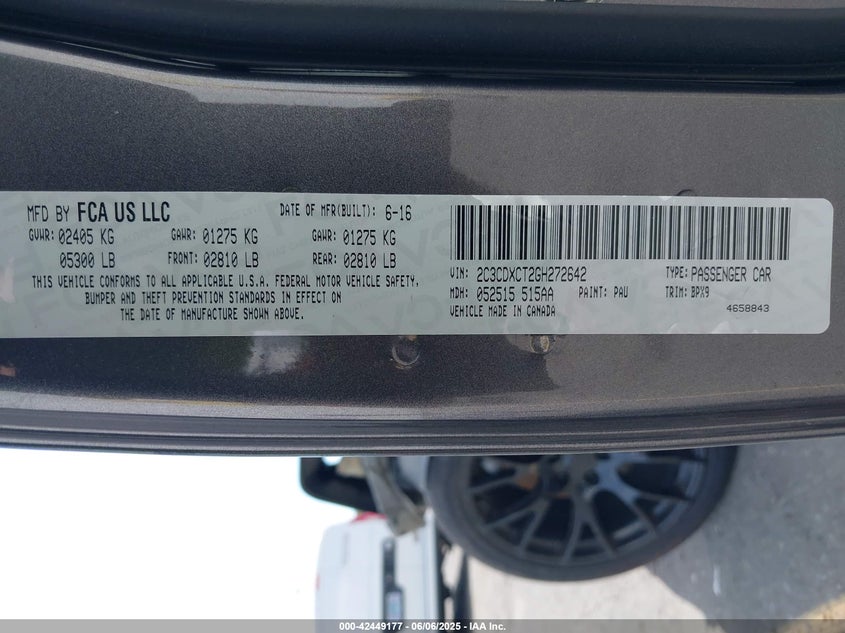 MFD BY FCA US LLC DATE OF MFR(BUILT): 6-16
GVWR: 02405 KG GAWR: 01275 KG GAWR: 01275 KG
05300 LB FRONT: 02810 LB REAR: 02810 LB
THIS VEHICLE CONFORMS TO ALL APPLICABLE U.S.A. FEDERAL MOTOR VEHICLE SAFETY,
BUMPER AND THEFT PREVENTION STANDARDS IN EFFECT ON
THE DATE OF MANUFACTURE SHOWN ABOVE.
VIN: 2C3CDXCT2GH272642 TYPE: PASSENGER CAR
MDH: 052515 515AA PAINT: PAU TRIM: BPX9
VEHICLE MADE IN CANADA 4658843
000-42449177 - 06/06/2025 - IAA, Inc.